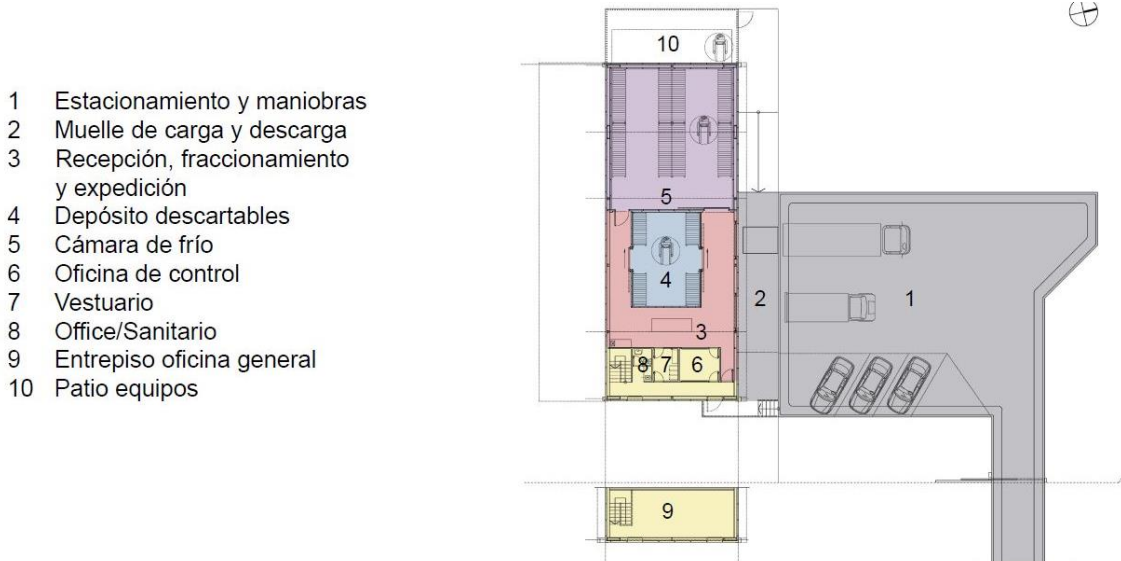 1 Estacionamiento y maniobras
2 Muelle de carga y descarga
3 Recepción, fraccionamiento
y expedición
4 Depósito descartables
5 Cámara de frío
6 Oficina de control
7 Vestuario
8 Office/Sanitario
9 Entrepiso oficina general
10 Patio equipos
10
5
4
2
1
3
8
7
6
9